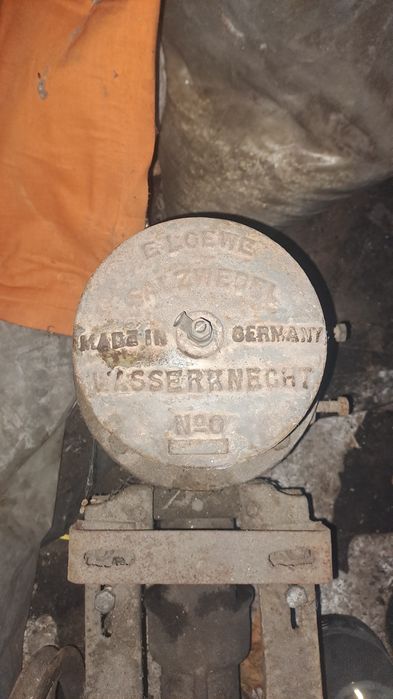 E. LOEWE
SALZWEDEL
MADE IN GERMANY
WASSERKNECHT
No 0